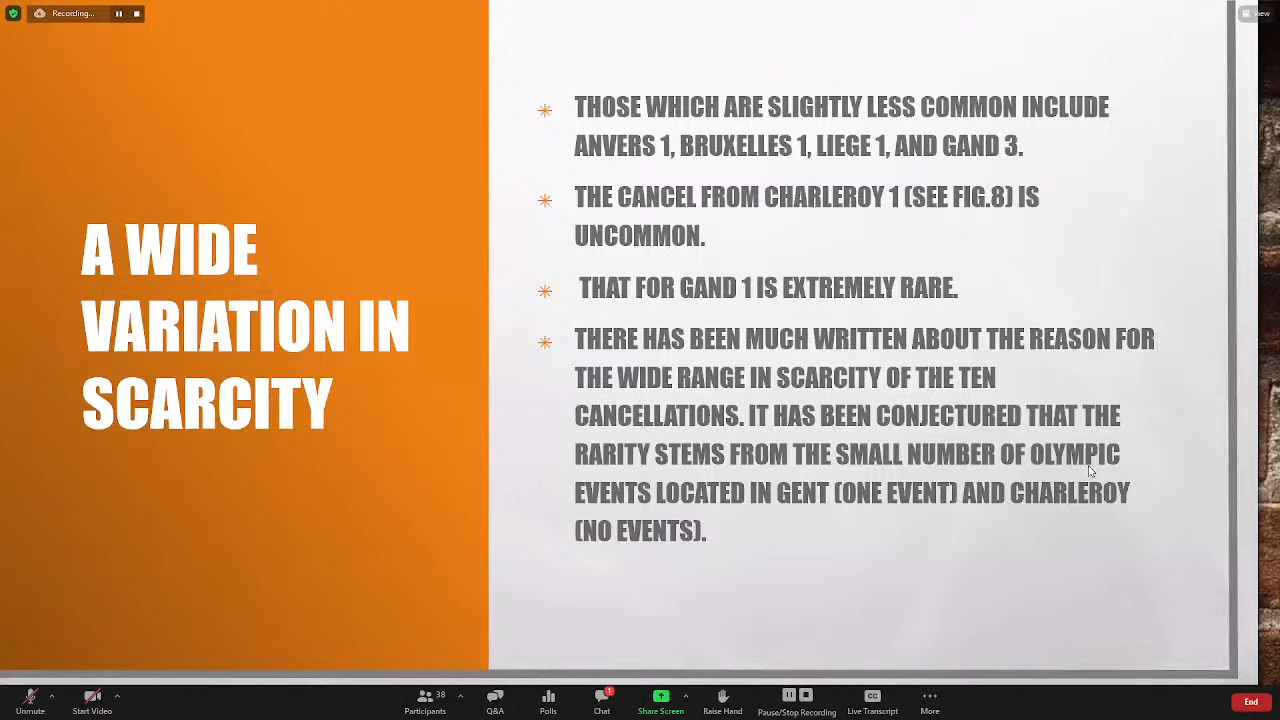 Recording...
View
A WIDE
VARIATION IN
SCARCITY
THOSE WHICH ARE SLIGHTLY LESS COMMON INCLUDE
ANVERS 1, BRUXELLES 1, LIEGE 1, AND GAND 3.
THE CANCEL FROM CHARLEROY 1 (SEE FIG.8) IS
UNCOMMON.
THAT FOR GAND 1 IS EXTREMELY RARE.
THERE HAS BEEN MUCH WRITTEN ABOUT THE REASON FOR
THE WIDE RANGE IN SCARCITY OF THE TEN
CANCELLATIONS. IT HAS BEEN CONJECTURED THAT THE
RARITY STEMS FROM THE SMALL NUMBER OF OLYMPIC
EVENTS LOCATED IN GENT (ONE EVENT) AND CHARLEROY
(NO EVENTS).
Unmute
Start Video
38
Participants
Q&A
Polls
1
Chat
Share Screen
Raise Hand
Pause/Stop Recording
CC
Live Transcript
More
End